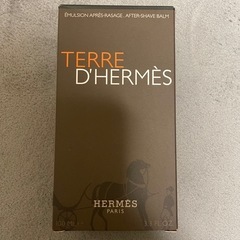 ÉMULSION APRÈS-RASAGE . AFTER-SHAVE BALM
TERRE
D'HERMÈS
HERMÈS
PARIS